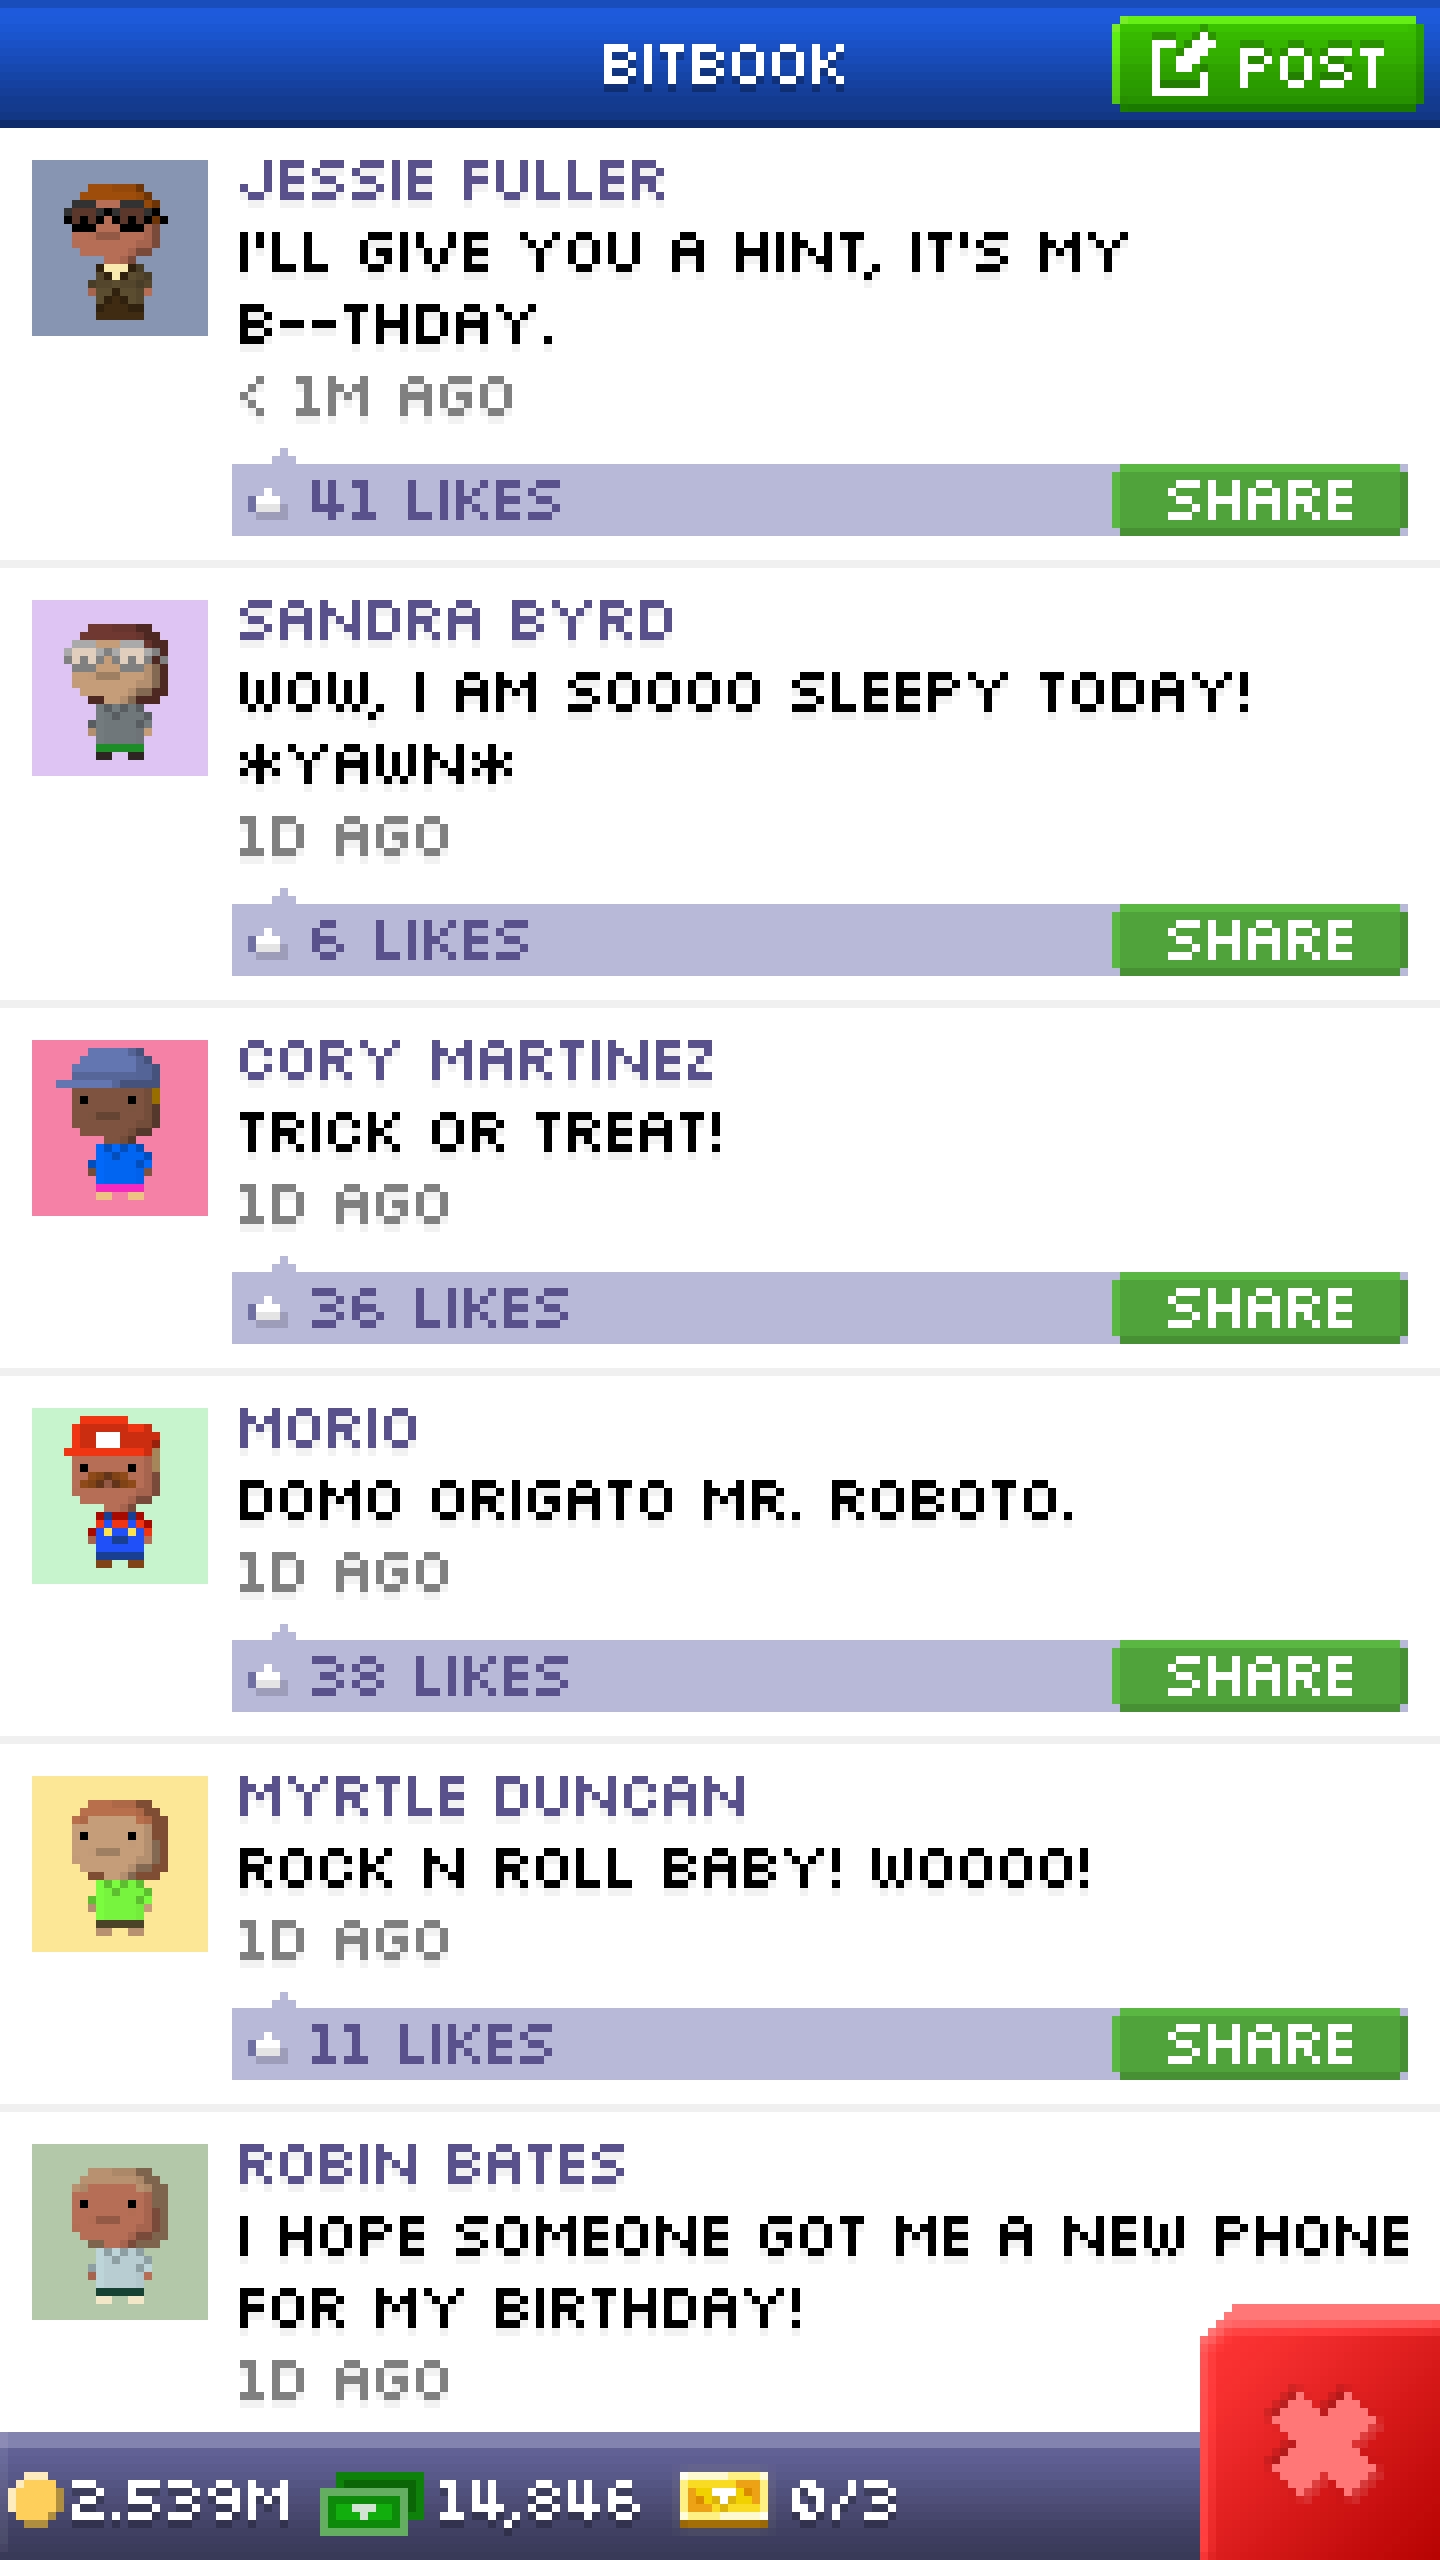 BITBOOK
POST
JESSIE FULLER
I'LL GIVE YOU A HINT, IT'S MY
B--THDAY.
< 1M AGO
41 LIKES
SHARE
SANDRA BYRD
WOW, I AM SOOOO SLEEPY TODAY!
*YAWN*
1D AGO
6 LIKES
SHARE
CORY MARTINEZ
TRICK OR TREAT!
1D AGO
36 LIKES
SHARE
MORIO
DOMO ORIGATO MR. ROBOTO.
1D AGO
38 LIKES
SHARE
MYRTLE DUNCAN
ROCK N ROLL BABY! WOOOO!
1D AGO
11 LIKES
SHARE
ROBIN BATES
I HOPE SOMEONE GOT ME A NEW PHONE
FOR MY BIRTHDAY!
1D AGO
2.539M 14,846 0/3